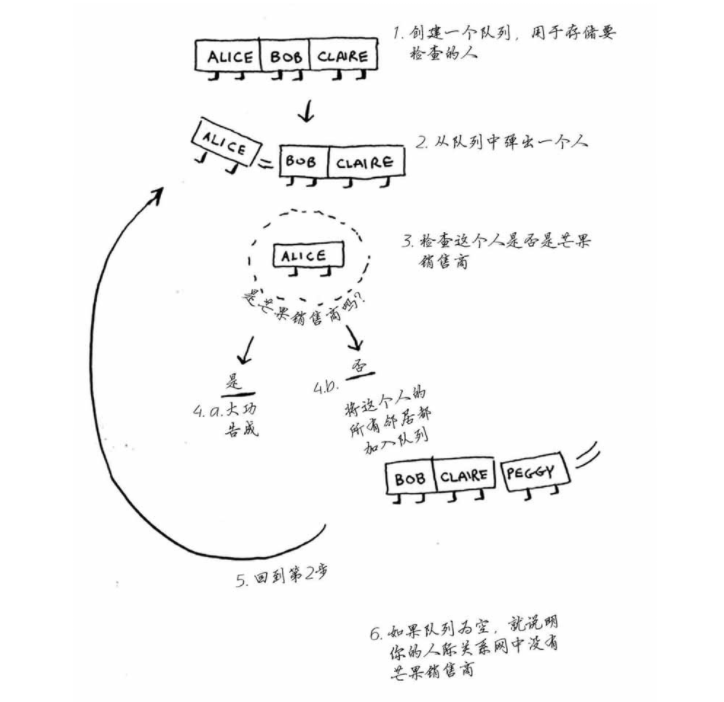 1. 创建一个队列，用于存储要
检查的人
ALICE BOB CLAIRE
ALICE BOB CLAIRE
2. 从队列中弹出一个人
3. 检查这个人是否是芒果
销售商
ALICE
是芒果销售商吗？
是
4.a. 大功
告成
否
4.b.
将这个人的
所有邻居都
加入队列
BOB CLAIRE PEGGY
5. 回到第2步
6. 如果队列为空，就说明
你的人际关系网中没有
芒果销售商